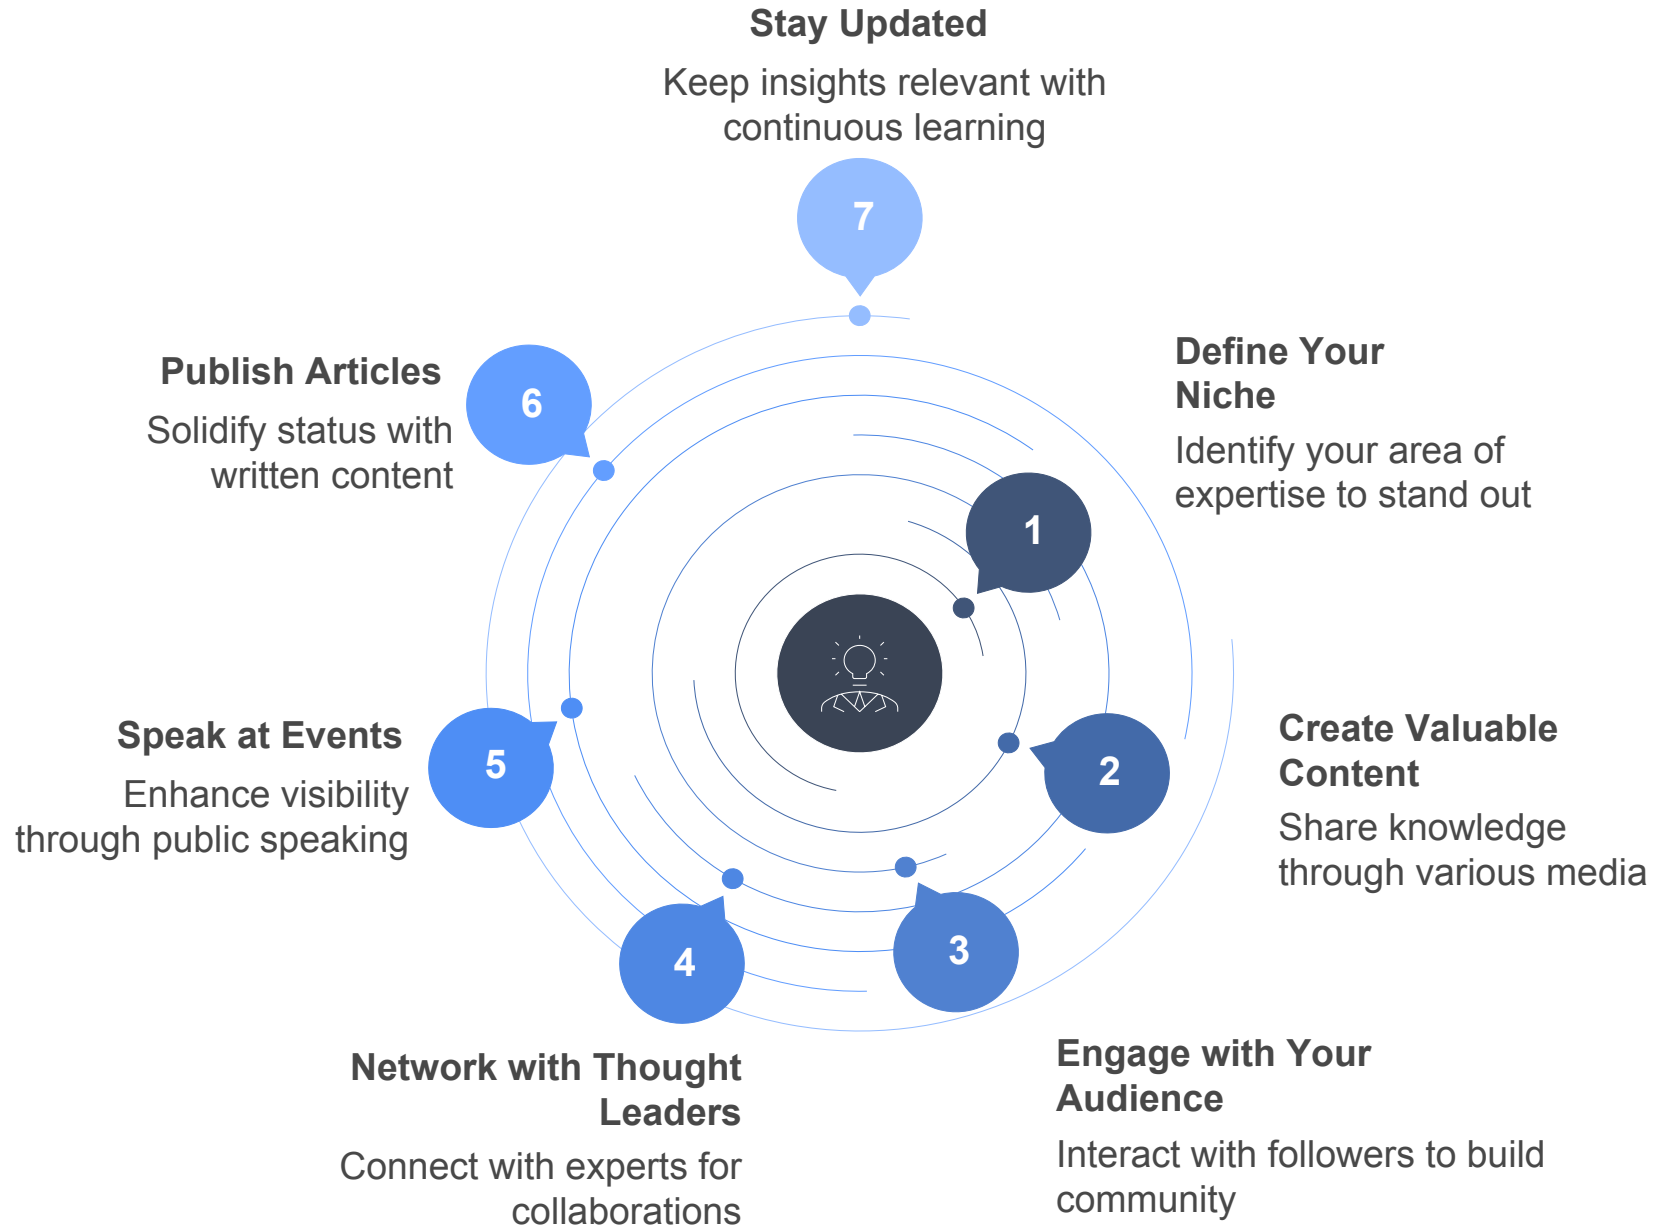 Stay Updated
Keep insights relevant with
continuous learning
7
Define Your
Niche
Identify your area of
expertise to stand out
1
Create Valuable
Content
Share knowledge
through various media
2
Engage with Your
Audience
Interact with followers to build
community
3
Network with Thought
Leaders
Connect with experts for
collaborations
4
Speak at Events
Enhance visibility
through public speaking
5
Publish Articles
Solidify status with
written content
6